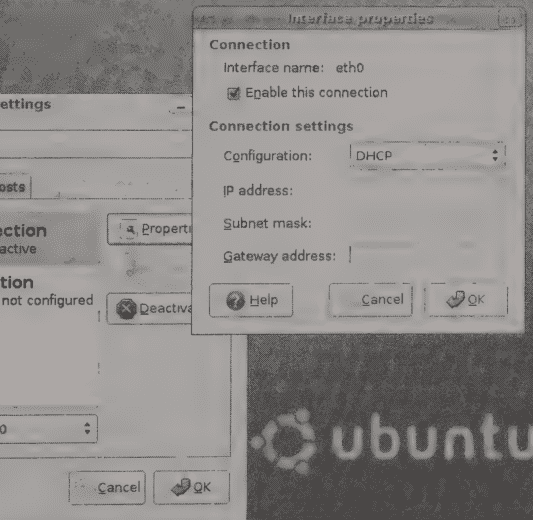 Interface properties
Connection
Interface name: eth0
Enable this connection
Connection settings
Configuration: DHCP
IP address:
Subnet mask:
Gateway address:
Help
Cancel
OK
ettings
osts
ction
active
tion
not configured
Properti
Deactiva
0
Cancel
OK
ubuntu